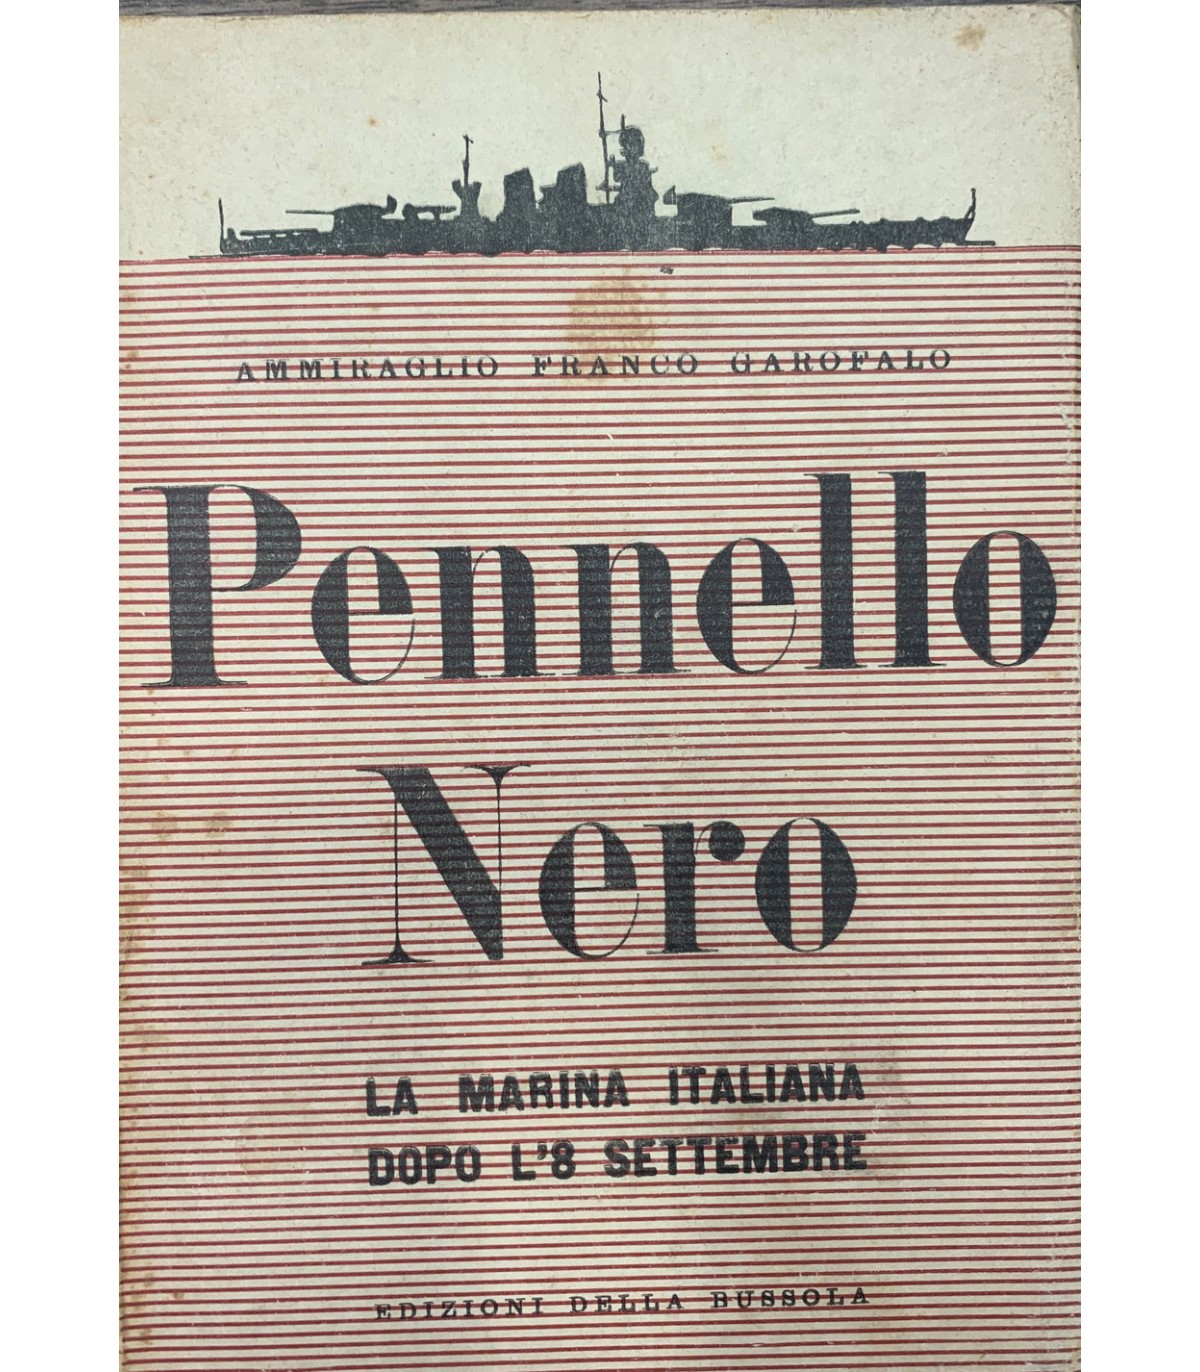 AMMIRAGLIO FRANCO GAROFALO
Pennello
Nero
LA MARINA ITALIANA
DOPO L'8 SETTEMBRE
EDIZIONI DELLA BUSSOLA